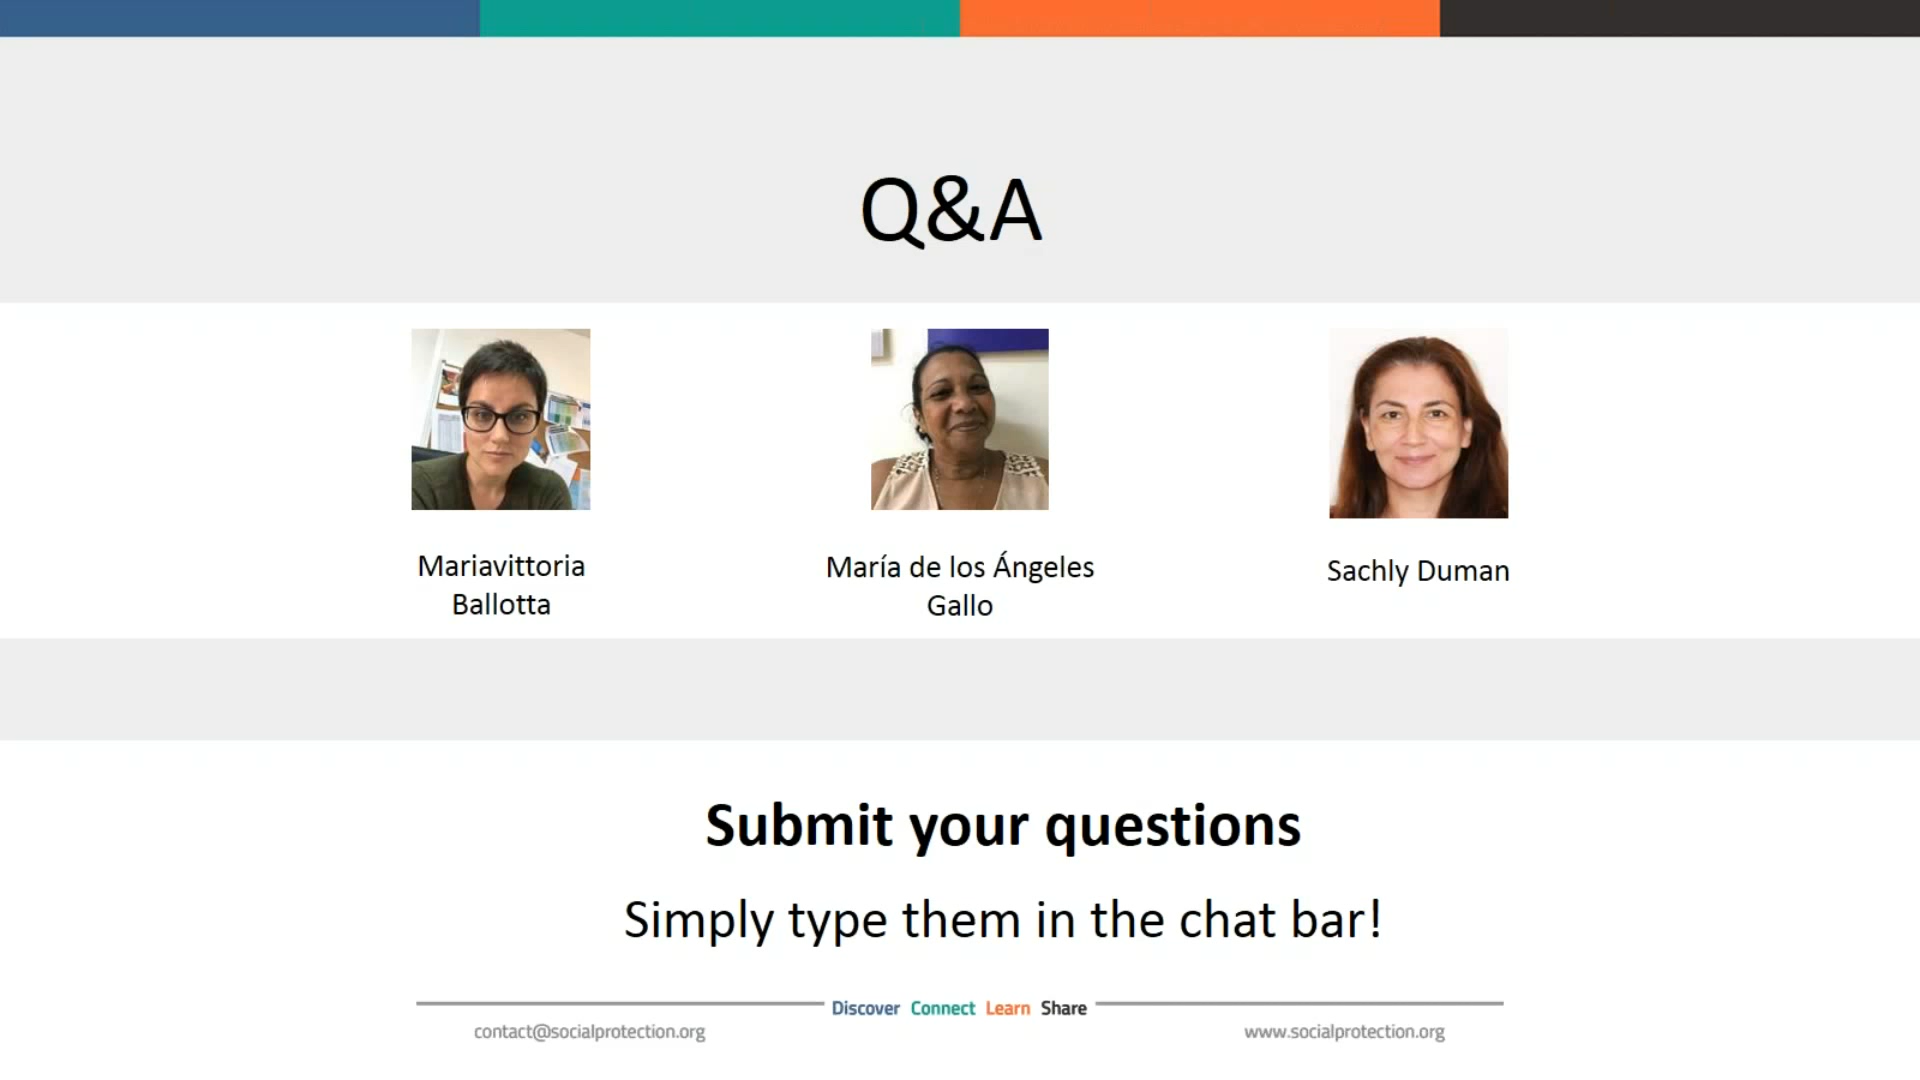 Q&A
Mariavittoria
Ballotta
María de los Ángeles
Gallo
Sachly Duman
Submit your questions
Simply type them in the chat bar!
Discover Connect Learn Share
contact@socialprotection.org
www.socialprotection.org